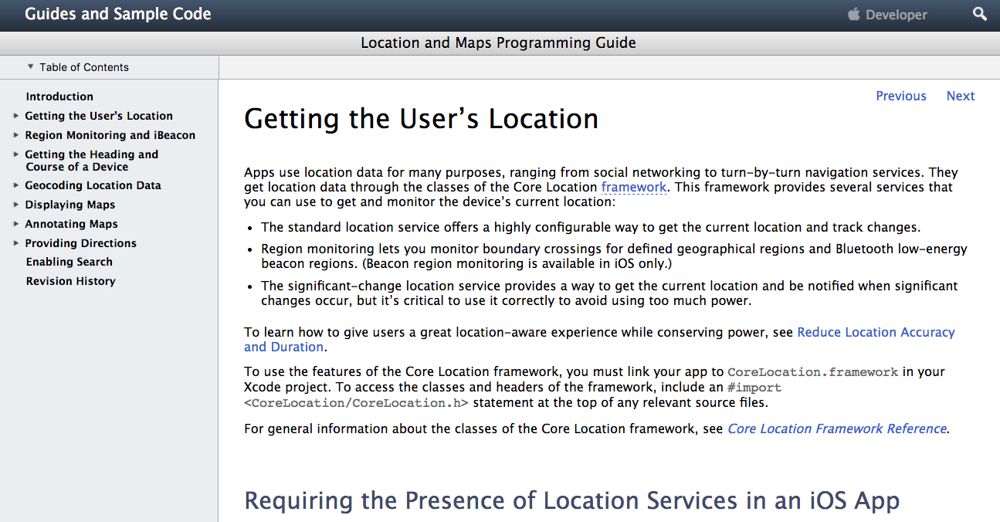 Guides and Sample Code
Developer
Location and Maps Programming Guide
Table of Contents
Introduction
Getting the User's Location
Region Monitoring and iBeacon
Getting the Heading and
Course of a Device
Geocoding Location Data
Displaying Maps
Annotating Maps
Providing Directions
Enabling Search
Revision History
Previous Next
Getting the User’s Location
Apps use location data for many purposes, ranging from social networking to turn-by-turn navigation services. They
get location data through the classes of the Core Location framework. This framework provides several services that
you can use to get and monitor the device’s current location:
• The standard location service offers a highly configurable way to get the current location and track changes.
• Region monitoring lets you monitor boundary crossings for defined geographical regions and Bluetooth low-energy
beacon regions. (Beacon region monitoring is available in iOS only.)
• The significant-change location service provides a way to get the current location and be notified when significant
changes occur, but it’s critical to use it correctly to avoid using too much power.
To learn how to give users a great location-aware experience while conserving power, see Reduce Location Accuracy
and Duration.
To use the features of the Core Location framework, you must link your app to CoreLocation.framework in your
Xcode project. To access the classes and headers of the framework, include an #import
<CoreLocation/CoreLocation.h> statement at the top of any relevant source files.
For general information about the classes of the Core Location framework, see Core Location Framework Reference.
Requiring the Presence of Location Services in an iOS App